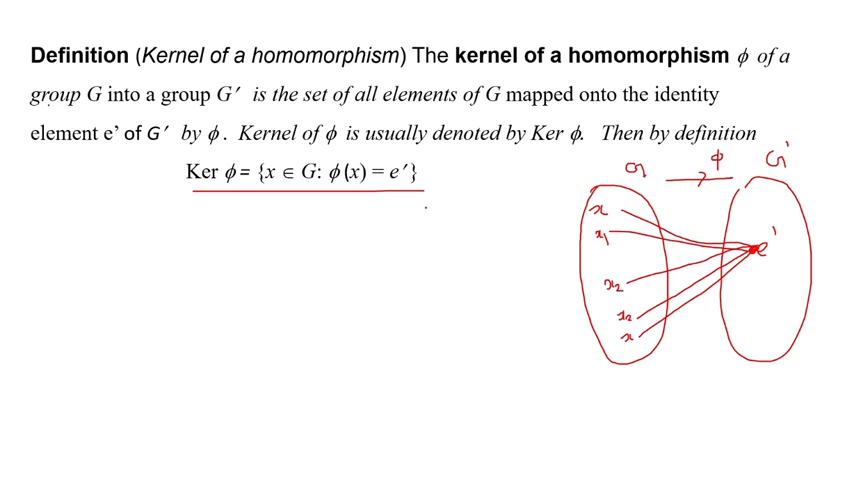 Definition (Kernel of a homomorphism) The kernel of a homomorphism ϕ of a
group G into a group G′ is the set of all elements of G mapped onto the identity
element e’ of G′ by ϕ. Kernel of ϕ is usually denoted by Ker ϕ. Then by definition
Ker ϕ = {x ∈ G: ϕ(x) = e′}
G ϕ G'
x
x₁
e'
x₂
x₂
x